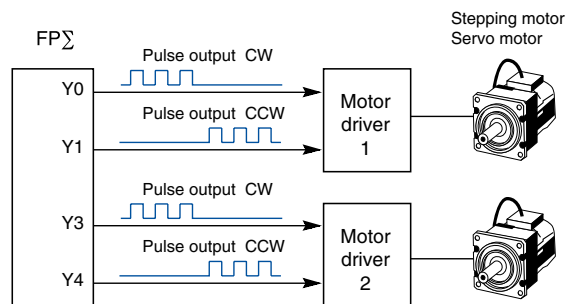 Stepping motor
Servo motor
FPΣ
Pulse output CW
Y0
Pulse output CCW
Y1
Motor
driver
1
Pulse output CW
Y3
Pulse output CCW
Y4
Motor
driver
2